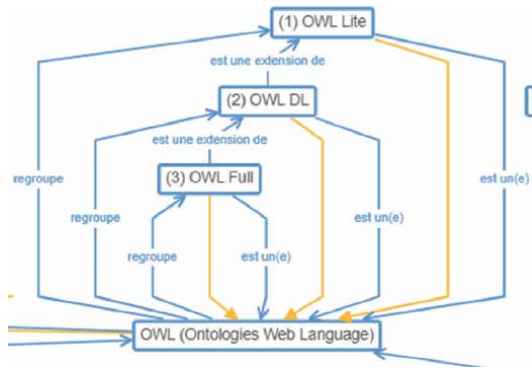 (1) OWL Lite
est une extension de
(2) OWL DL
est une extension de
(3) OWL Full
regroupe
regroupe
regroupe
est un(e)
est un(e)
est un(e)
OWL (Ontologies Web Language)